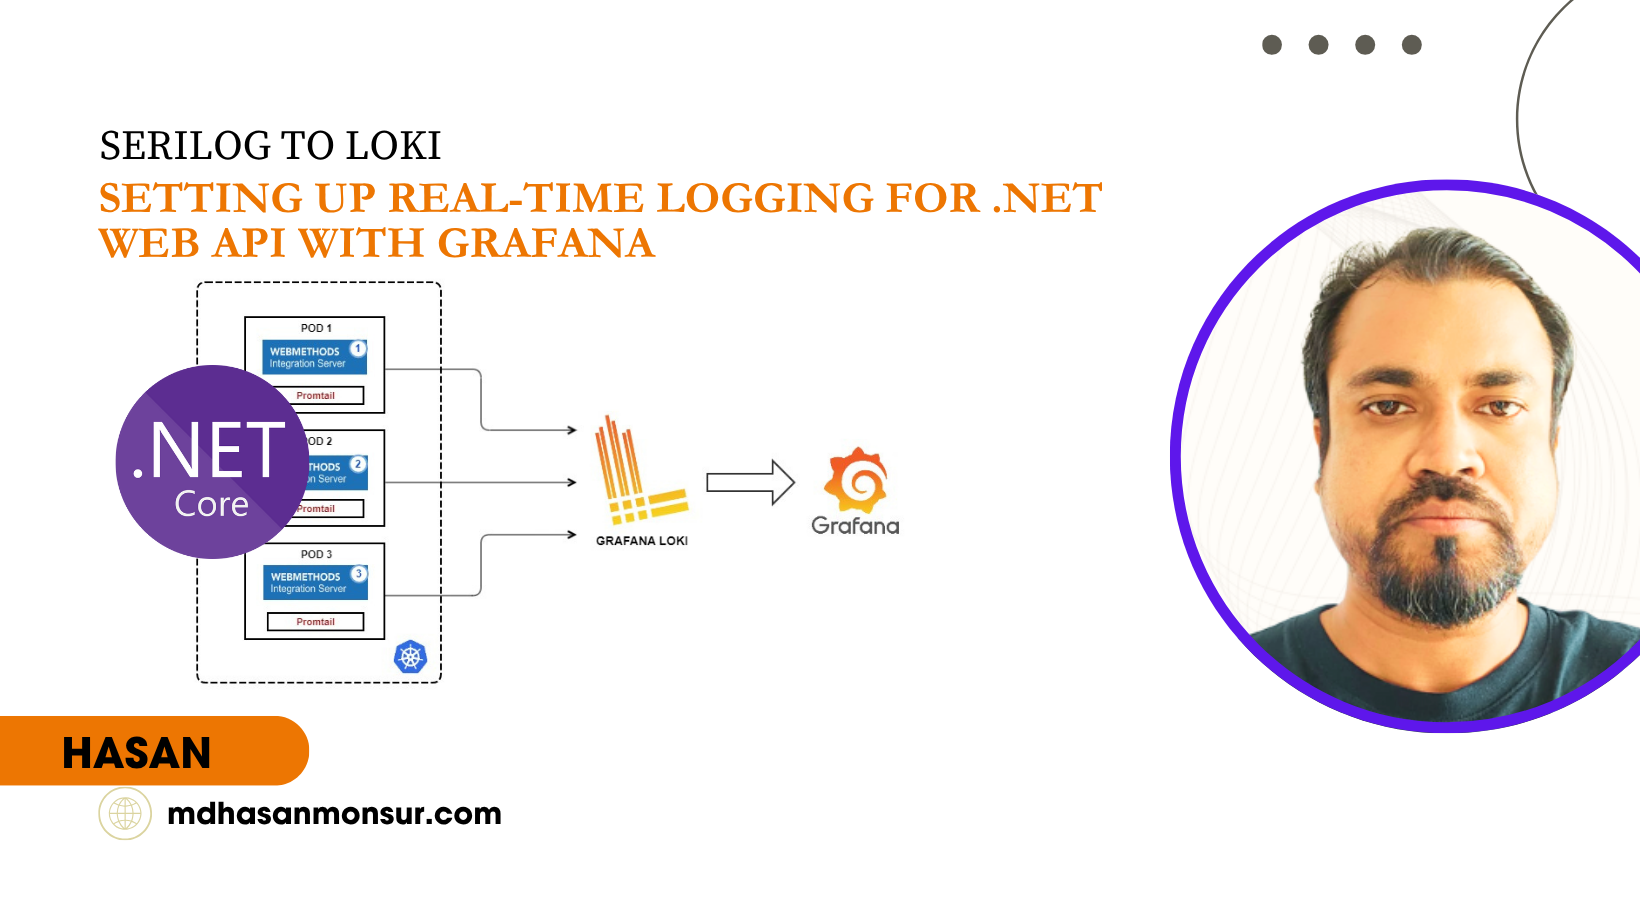 SERILOG TO LOKI
SETTING UP REAL-TIME LOGGING FOR .NET
WEB API WITH GRAFANA
POD 1
WEBMETHODS 1
Integration Server
Promtail
.NET
Core
OD 2
THODS 2
n Server
Promtail
POD 3
WEBMETHODS 3
Integration Server
Promtail
GRAFANA LOKI
Grafana
HASAN
mdhasanmonsur.com